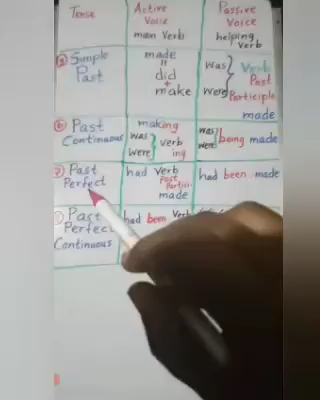 Tense
Active
Voice
main Verb
Passive
Voice
helping
verb
Simple
Past
made
=
did
+
make
was
were
Verb
Past
Participle
made
Past
Continuous
making
was
were
verb
ing
was
were
being made
Past
Perfect
had verb
Past
made
had been made
Past
Perfect
Continuous
had been Verb